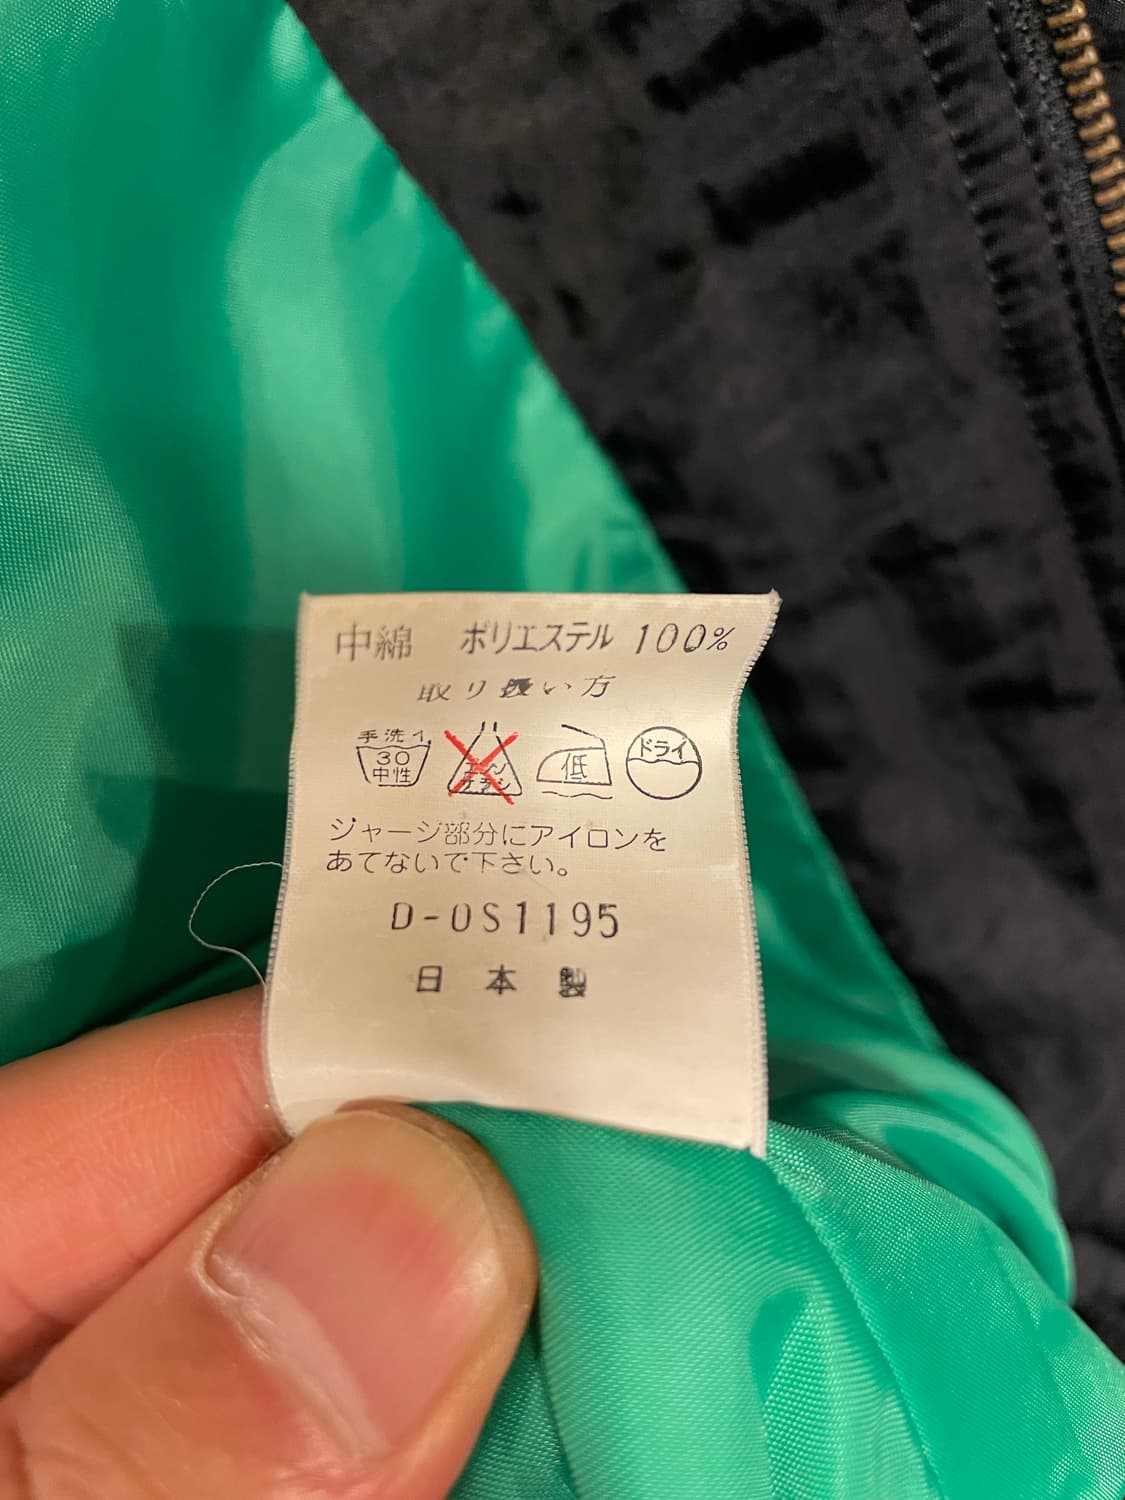 中綿 ポリエステル 100%
取り扱い方
手洗イ
30
中性
エンソ
サラシ
低
ドライ
ジャージ部分にアイロンを
あてないで下さい。
D-0S1195
日本製